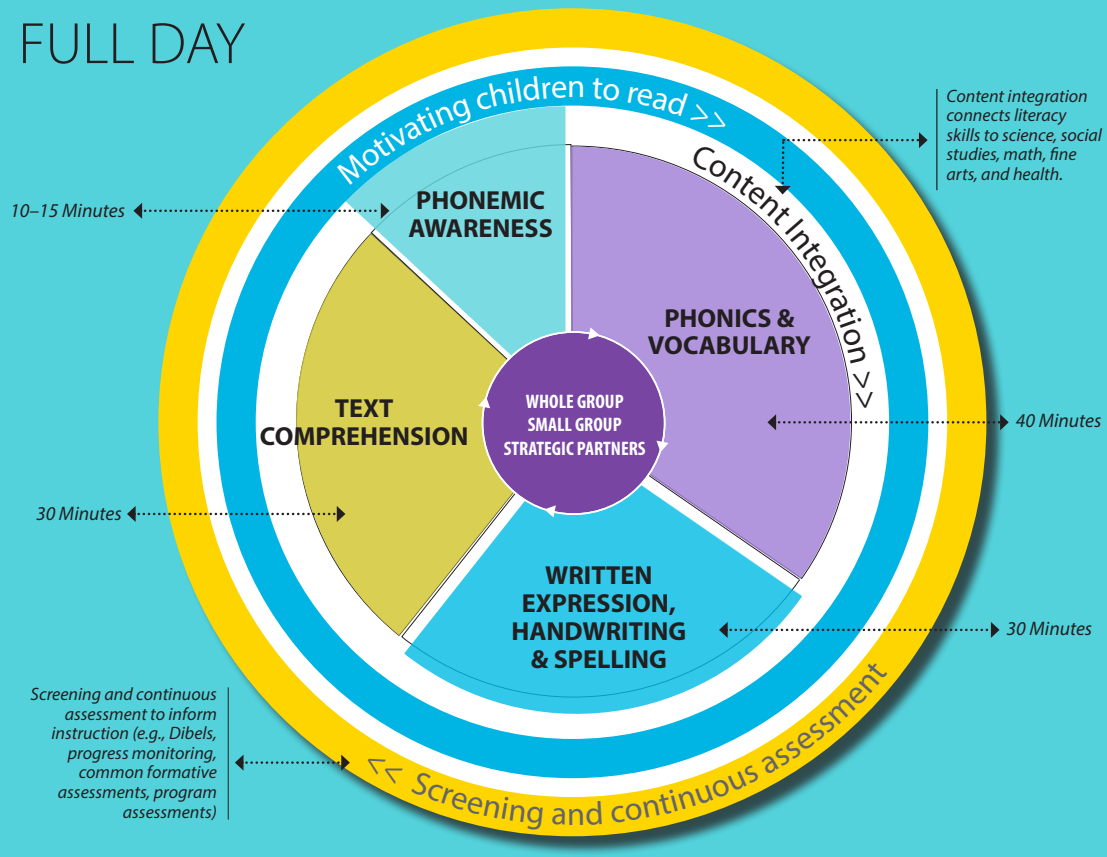 FULL DAY
Motivating children to read >>
Content Integration >>
Content integration
connects literacy
skills to science, social
studies, math, fine
arts, and health.
10–15 Minutes
PHONEMIC
AWARENESS
PHONICS &
VOCABULARY
40 Minutes
TEXT
COMPREHENSION
30 Minutes
WHOLE GROUP
SMALL GROUP
STRATEGIC PARTNERS
WRITTEN
EXPRESSION,
HANDWRITING
& SPELLING
30 Minutes
Screening and continuous
assessment to inform
instruction (e.g., Dibels,
progress monitoring,
common formative
assessments, program
assessments)
<< Screening and continuous assessment